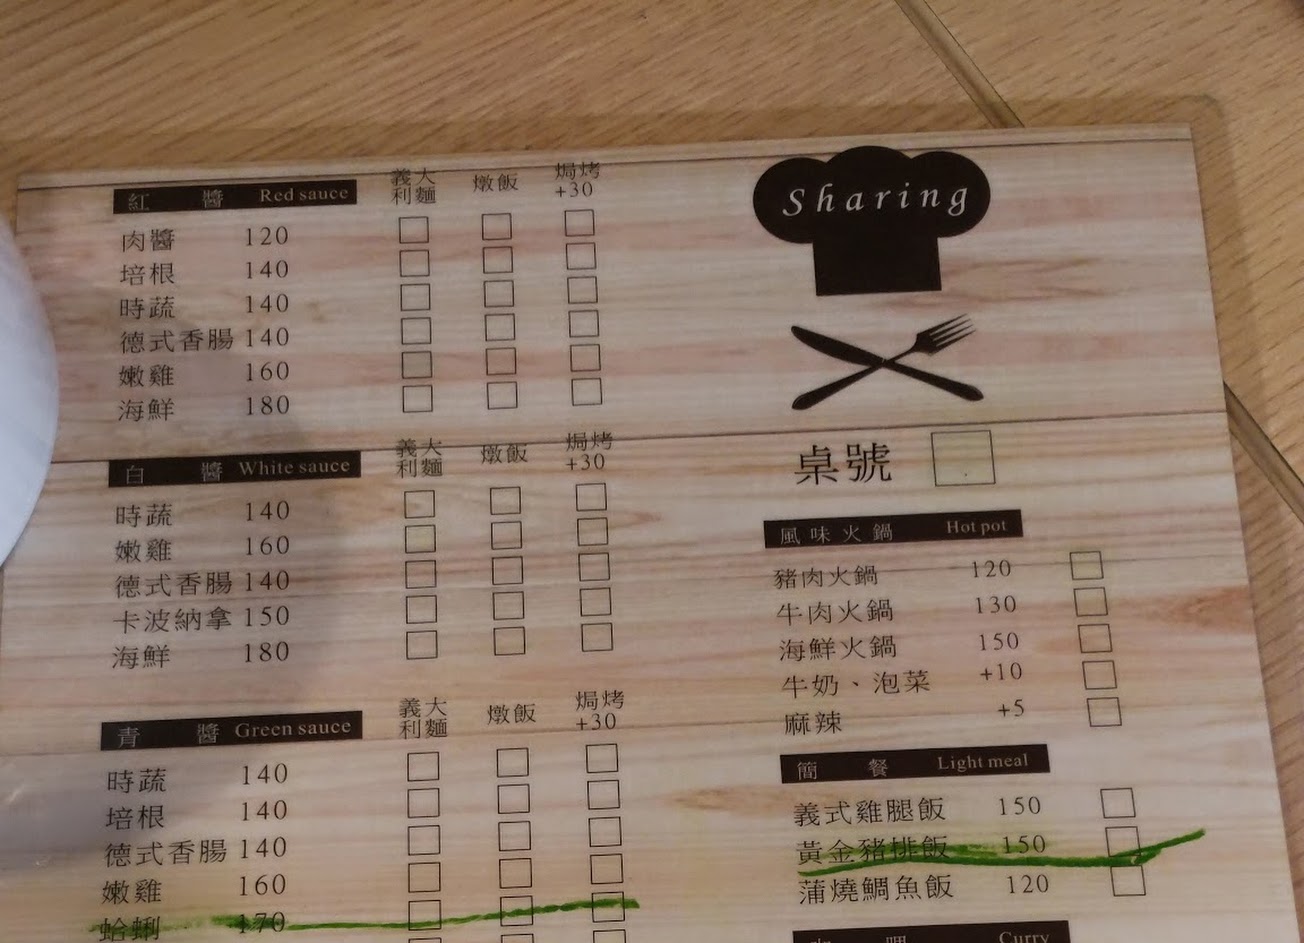 紅醬 Red sauce 義大利麵 燉飯 焗烤+30
肉醬 120
培根 140
時蔬 140
德式香腸 140
嫩雞 160
海鮮 180
白醬 White sauce 義大利麵 燉飯 焗烤+30
時蔬 140
嫩雞 160
德式香腸 140
卡波納拿 150
海鮮 180
青醬 Green sauce 義大利麵 燉飯 焗烤+30
時蔬 140
培根 140
德式香腸 140
嫩雞 160
蛤蜊 170
Sharing
桌號
風味火鍋 Hot pot
豬肉火鍋 120
牛肉火鍋 130
海鮮火鍋 150
牛奶、泡菜 +10
麻辣 +5
簡餐 Light meal
義式雞腿飯 150
黃金豬排飯 150
蒲燒鯛魚飯 120
Curry